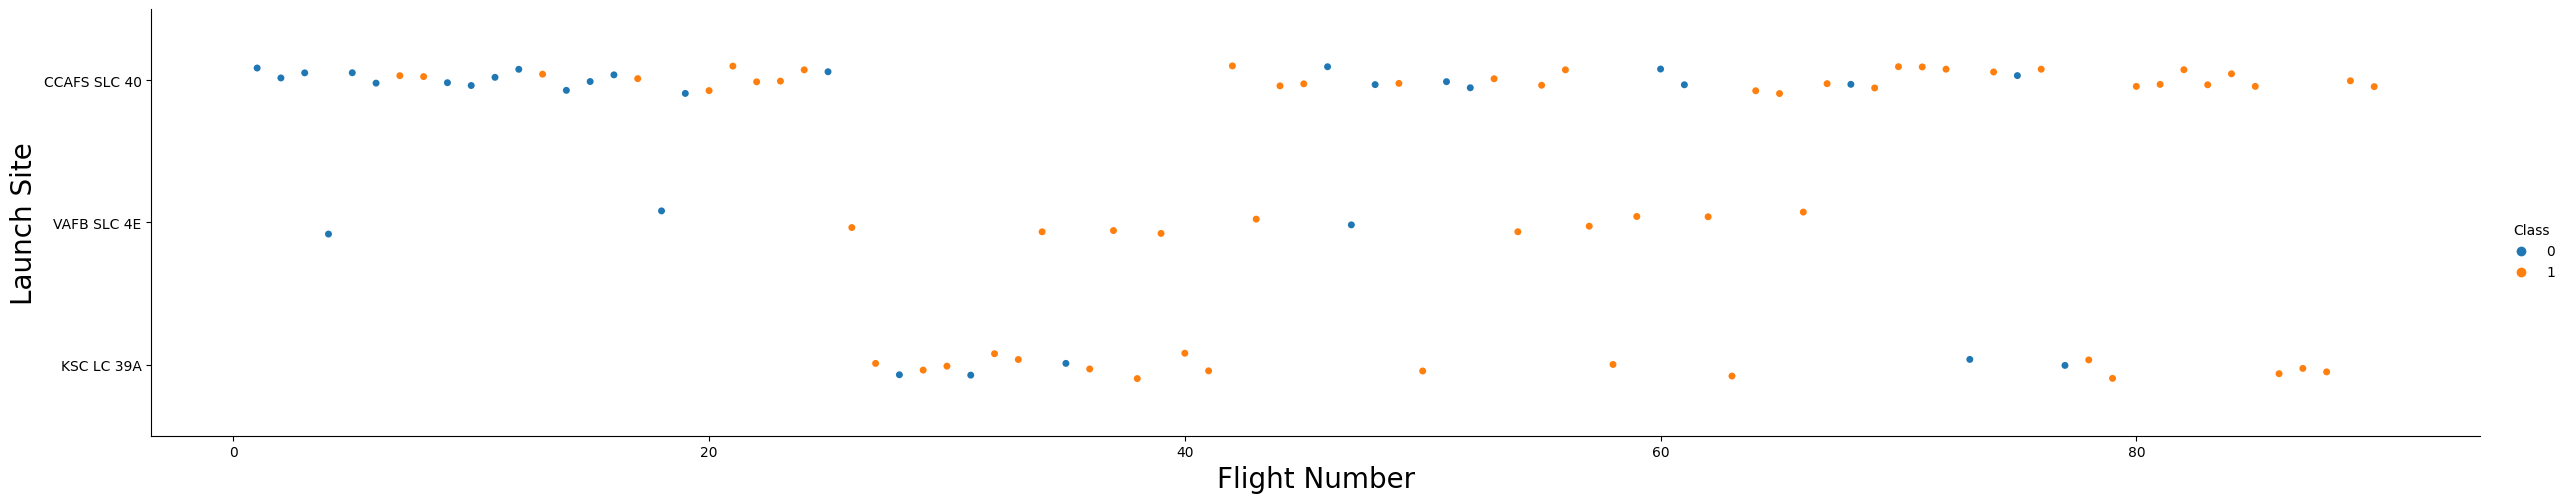 Launch Site
CCAFS SLC 40
VAFB SLC 4E
KSC LC 39A
0 20 40 60 80
Flight Number
Class
0
1